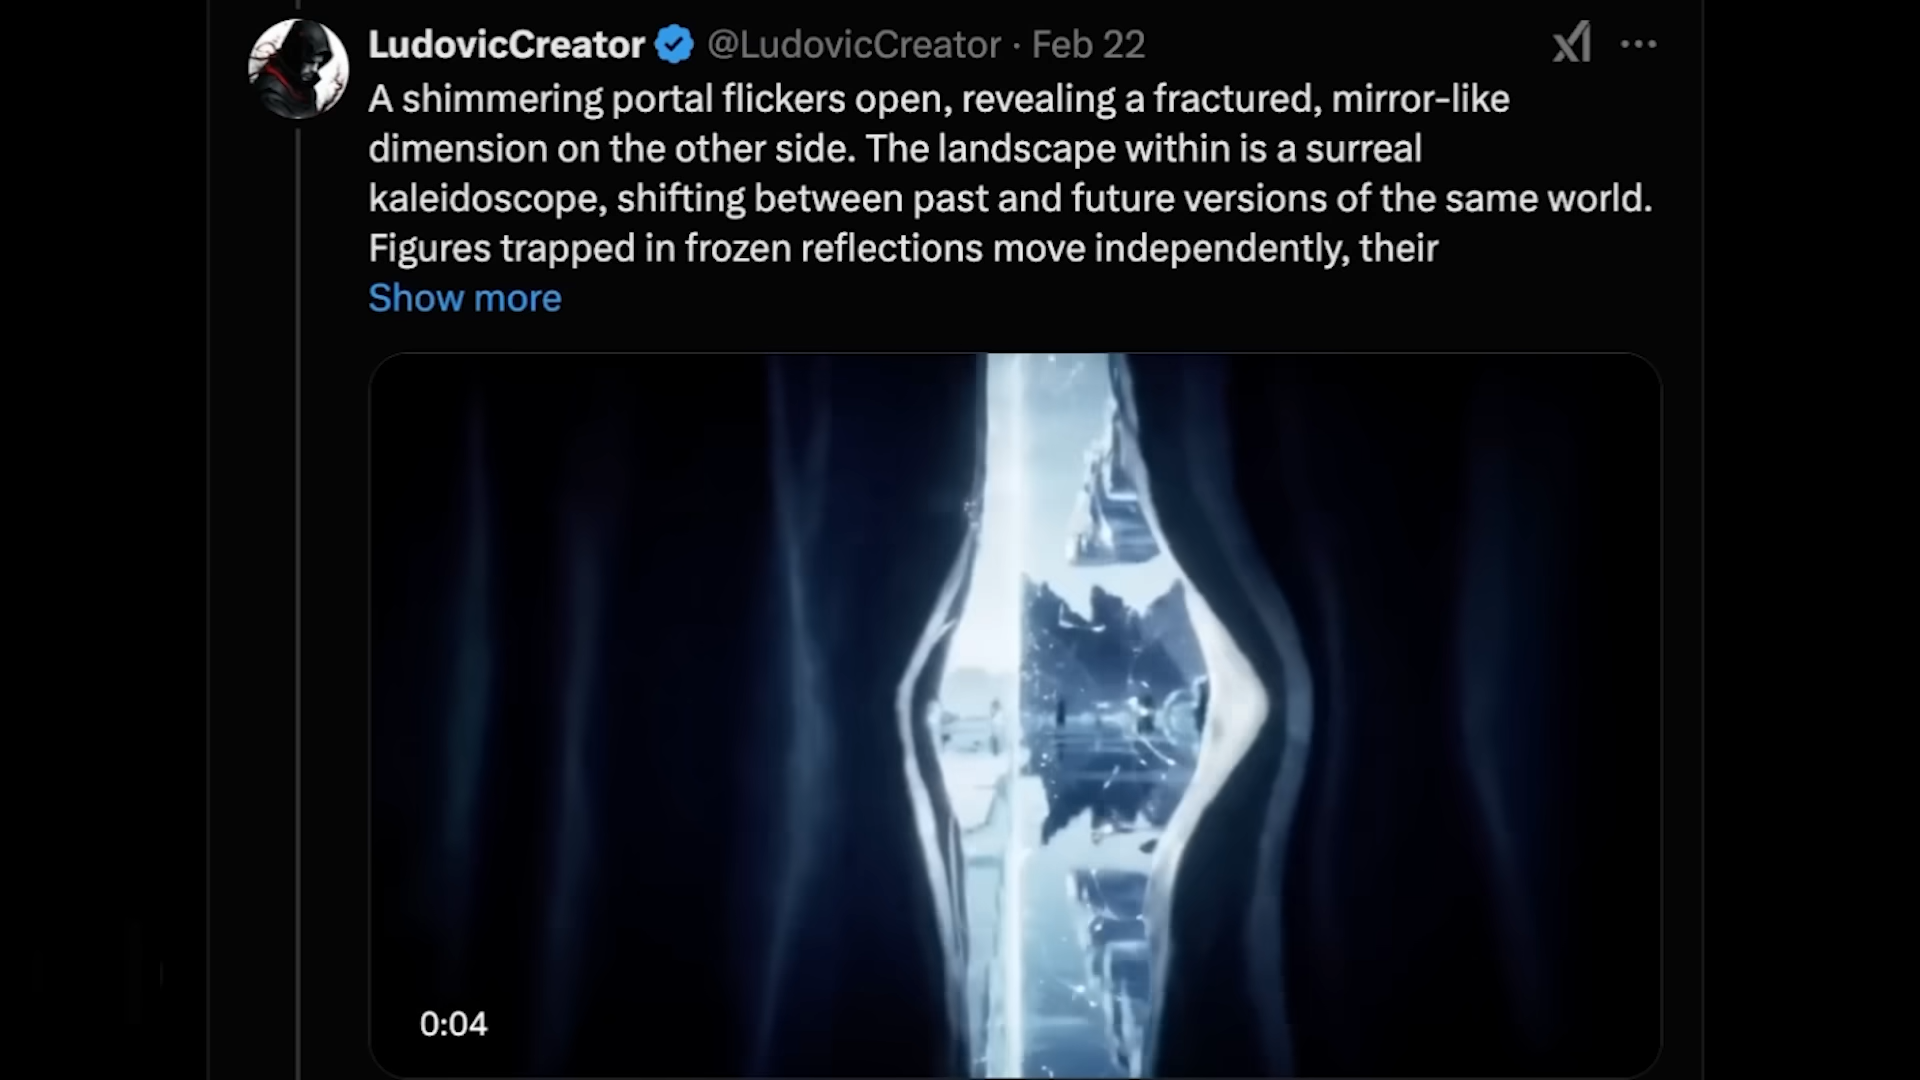 LudovicCreator @LudovicCreator · Feb 22
A shimmering portal flickers open, revealing a fractured, mirror-like
dimension on the other side. The landscape within is a surreal
kaleidoscope, shifting between past and future versions of the same world.
Figures trapped in frozen reflections move independently, their
Show more
0:04